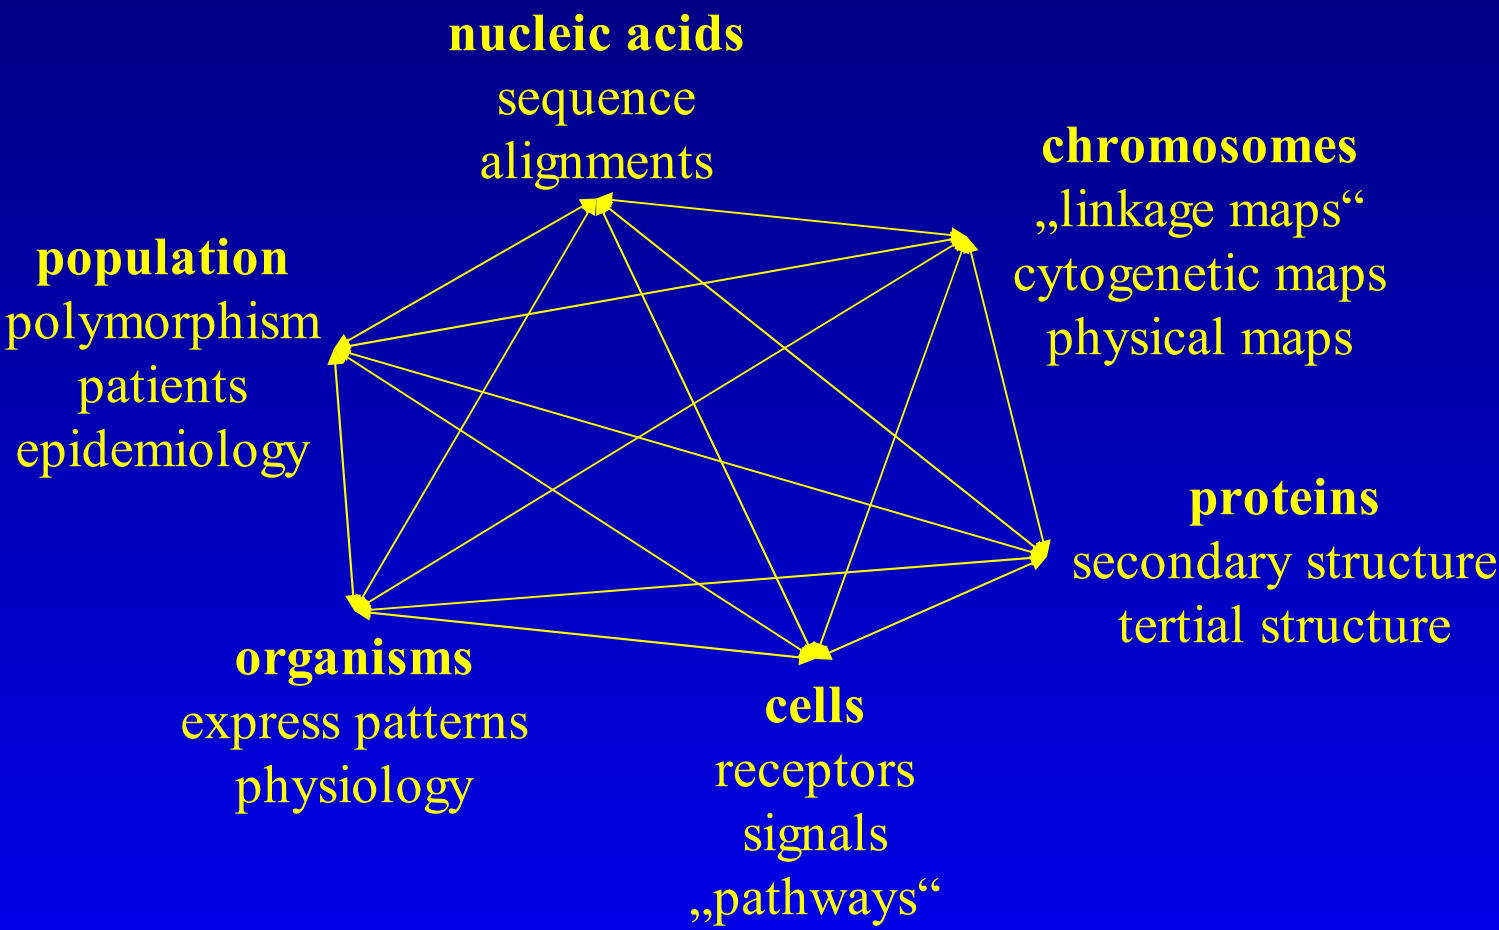 nucleic acids
sequence
alignments
chromosomes
„linkage maps“
cytogenetic maps
physical maps
population
polymorphism
patients
epidemiology
proteins
secondary structure
tertial structure
organisms
express patterns
physiology
cells
receptors
signals
„pathways“